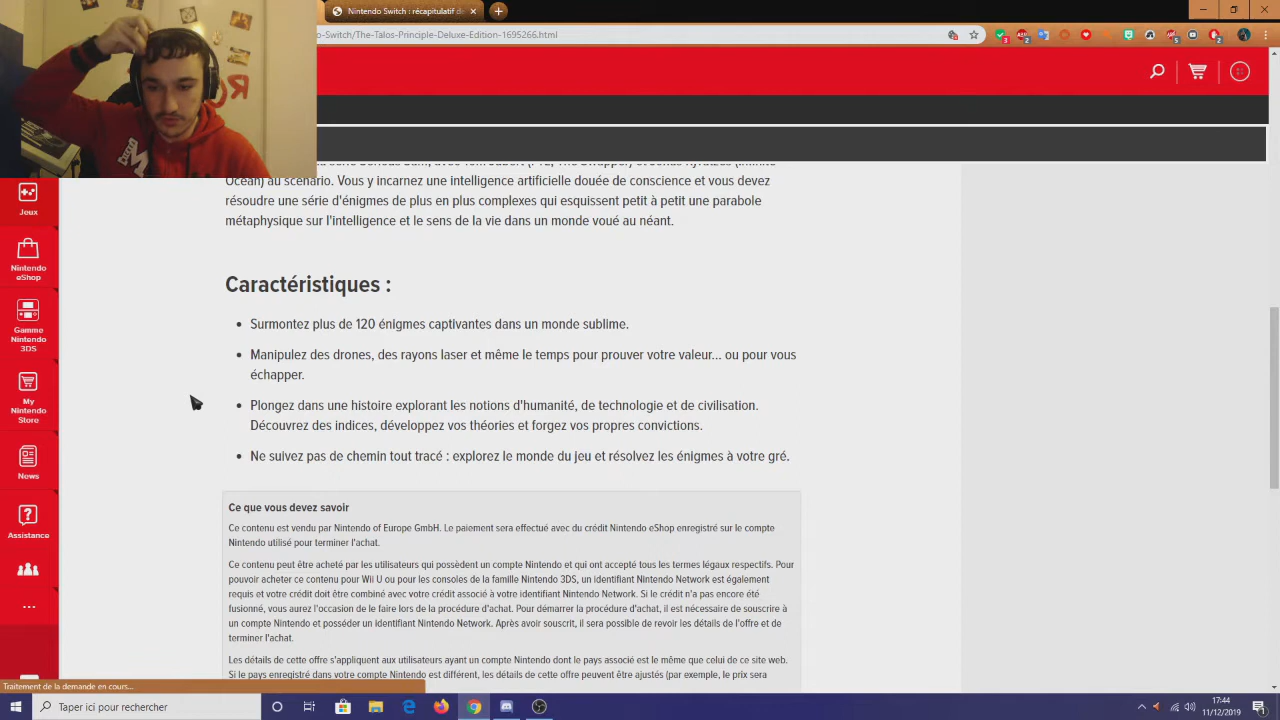 Nintendo Switch : récapitulatif d
-Switch/The-Talos-Principle-Deluxe-Edition-1695266.html
Océan) au scénario. Vous y incarnez une intelligence artificielle douée de conscience et vous devez
résoudre une série d'énigmes de plus en plus complexes qui esquissent petit à petit une parabole
métaphysique sur l'intelligence et le sens de la vie dans un monde voué au néant.
Jeux
Nintendo
eShop
Gamme
Nintendo
3DS
My
Nintendo
Store
News
Assistance
...
Caractéristiques :
• Surmontez plus de 120 énigmes captivantes dans un monde sublime.
• Manipulez des drones, des rayons laser et même le temps pour prouver votre valeur... ou pour vous
échapper.
• Plongez dans une histoire explorant les notions d'humanité, de technologie et de civilisation.
Découvrez des indices, développez vos théories et forgez vos propres convictions.
• Ne suivez pas de chemin tout tracé : explorez le monde du jeu et résolvez les énigmes à votre gré.
Ce que vous devez savoir
Ce contenu est vendu par Nintendo of Europe GmbH. Le paiement sera effectué avec du crédit Nintendo eShop enregistré sur le compte
Nintendo utilisé pour terminer l'achat.
Ce contenu peut être acheté par les utilisateurs qui possèdent un compte Nintendo et qui ont accepté tous les termes légaux respectifs. Pour
pouvoir acheter ce contenu pour Wii U ou pour les consoles de la famille Nintendo 3DS, un identifiant Nintendo Network est également
requis et votre crédit doit être combiné avec votre crédit associé à votre identifiant Nintendo Network. Si le crédit n'a pas encore été
fusionné, vous aurez l'occasion de le faire lors de la procédure d'achat. Pour démarrer la procédure d'achat, il est nécessaire de souscrire à
un compte Nintendo et posséder un identifiant Nintendo Network. Après avoir souscrit, il sera possible de revoir les détails de l'offre et de
terminer l'achat.
Les détails de cette offre s'appliquent aux utilisateurs ayant un compte Nintendo dont le pays associé est le même que celui de ce site web.
Si le pays enregistré dans votre compte Nintendo est différent, les détails de cette offre peuvent être ajustés (par exemple, le prix sera
Traitement de la demande en cours...
Taper ici pour rechercher
17:44
11/12/2019